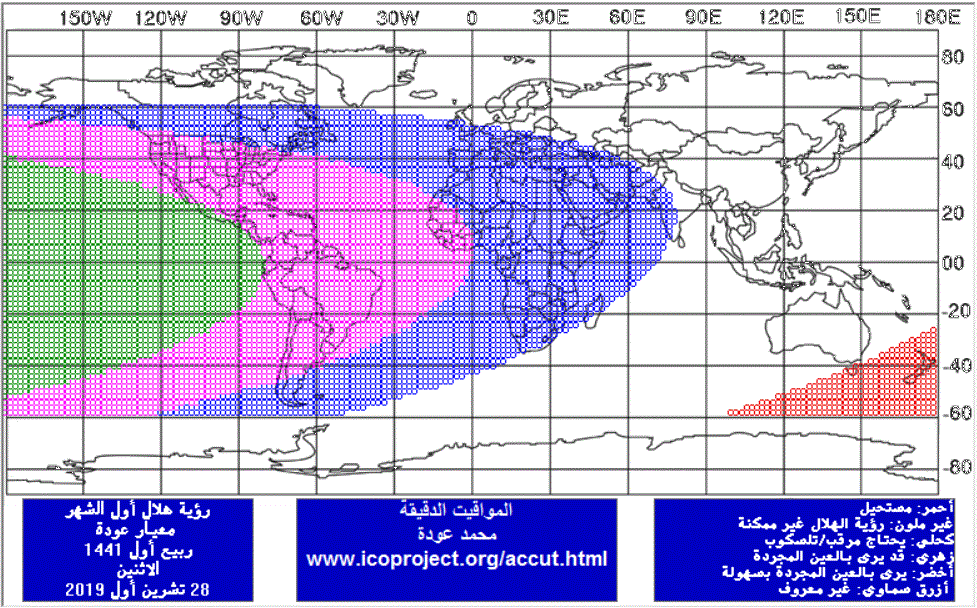 150W 120W 90W 60W 30W 0 30E 60E 90E 120E 150E 180E
80
60
40
20
00
-20
-40
-60
-80
رؤية هلال أول الشهر
معيار عودة
ربيع أول 1441
الاثنين
28 تشرين أول 2019
المواقيت الدقيقة
محمد عودة
www.icoproject.org/accut.html
أحمر: مستحيل
غير ملون: رؤية الهلال غير ممكنة
كحلي: يحتاج مرقب/تلسكوب
زهري: قد يرى بالعين المجردة
أخضر: يرى بالعين المجردة بسهولة
أزرق سماوي: غير معروف